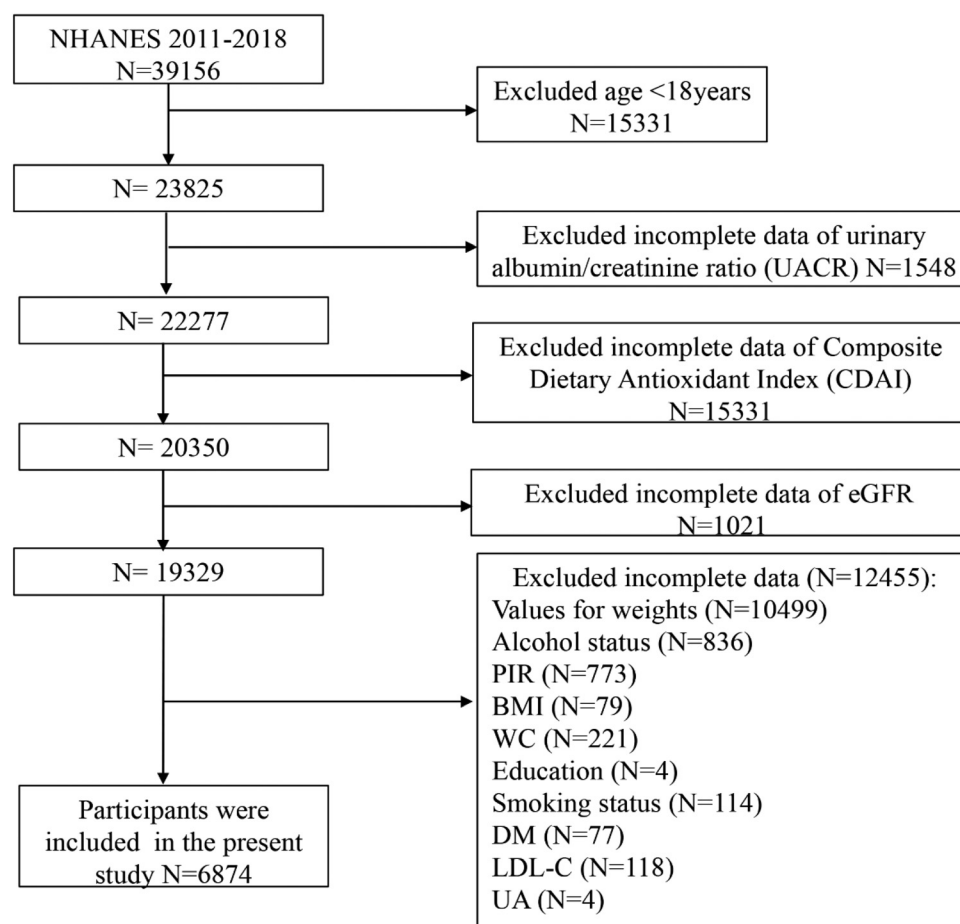 NHANES 2011-2018
N=39156
Excluded age <18years
N=15331
N= 23825
Excluded incomplete data of urinary
albumin/creatinine ratio (UACR) N=1548
N= 22277
Excluded incomplete data of Composite
Dietary Antioxidant Index (CDAI)
N=15331
N= 20350
Excluded incomplete data of eGFR
N=1021
N= 19329
Excluded incomplete data (N=12455):
Values for weights (N=10499)
Alcohol status (N=836)
PIR (N=773)
BMI (N=79)
WC (N=221)
Education (N=4)
Smoking status (N=114)
DM (N=77)
LDL-C (N=118)
UA (N=4)
Participants were
included in the present
study N=6874